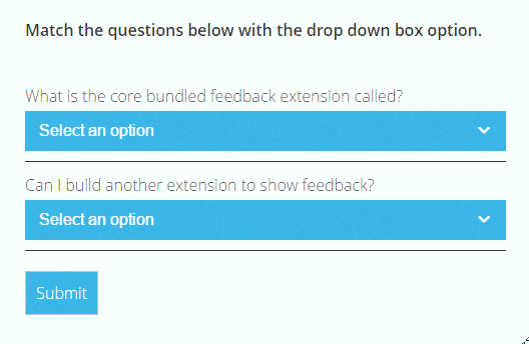 Match the questions below with the drop down box option.
What is the core bundled feedback extension called?
Select an option
Can I build another extension to show feedback?
Select an option
Submit